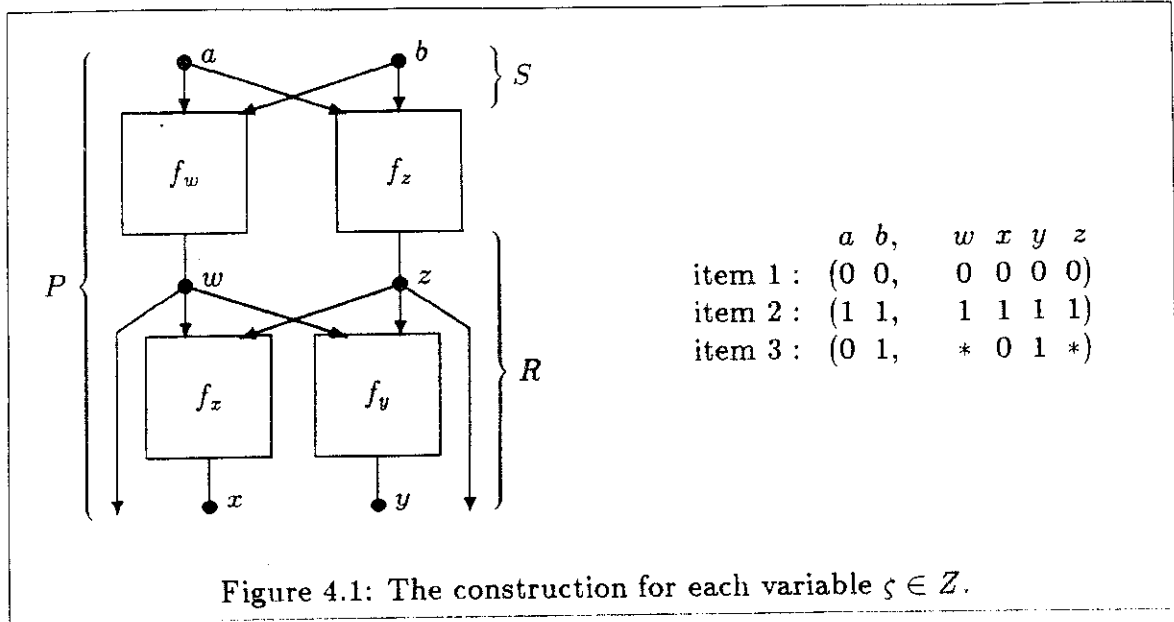 a b
S
f_w f_z
P w z
R
f_x f_y
x y
a b, w x y z
item 1 : (0 0, 0 0 0 0)
item 2 : (1 1, 1 1 1 1)
item 3 : (0 1, * 0 1 *)
Figure 4.1: The construction for each variable ς ∈ Z.